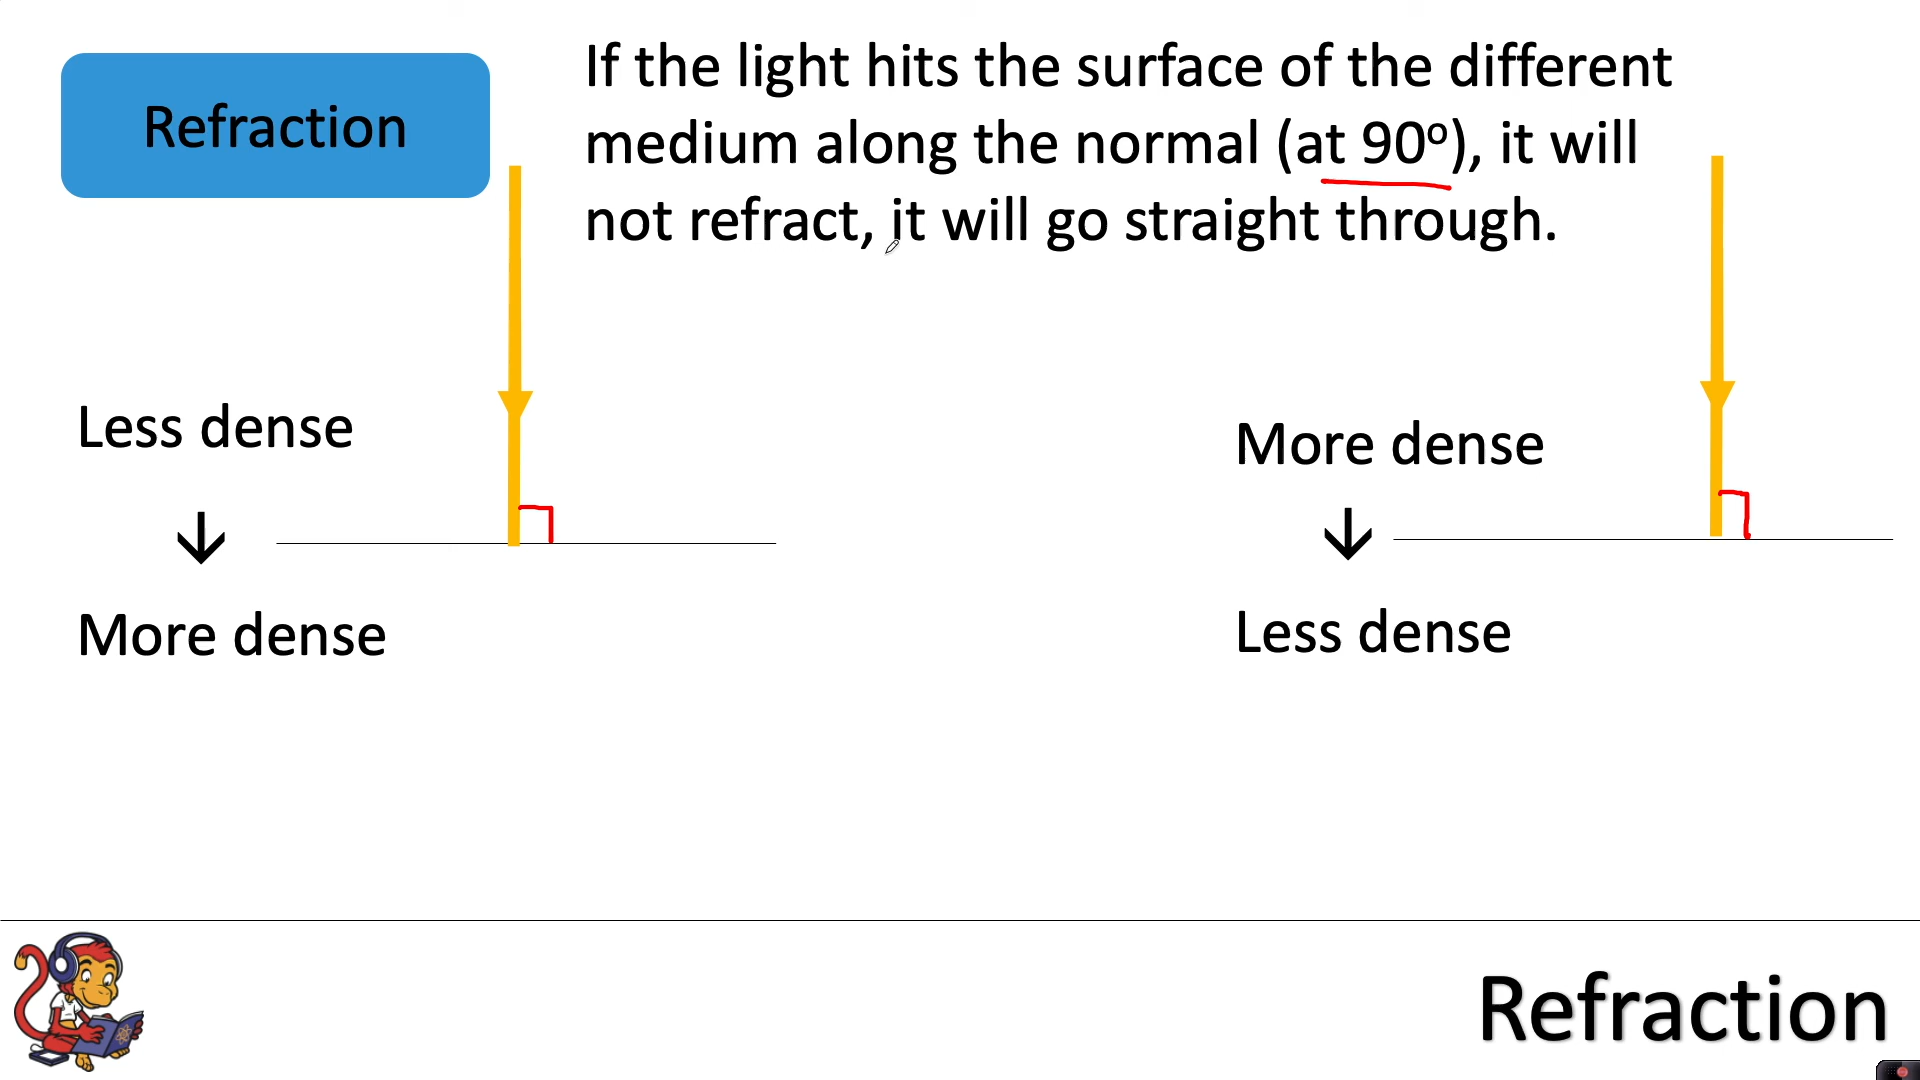 Refraction
If the light hits the surface of the different
medium along the normal (at 90º), it will
not refract, it will go straight through.
Less dense
More dense
More dense
Less dense
Refraction